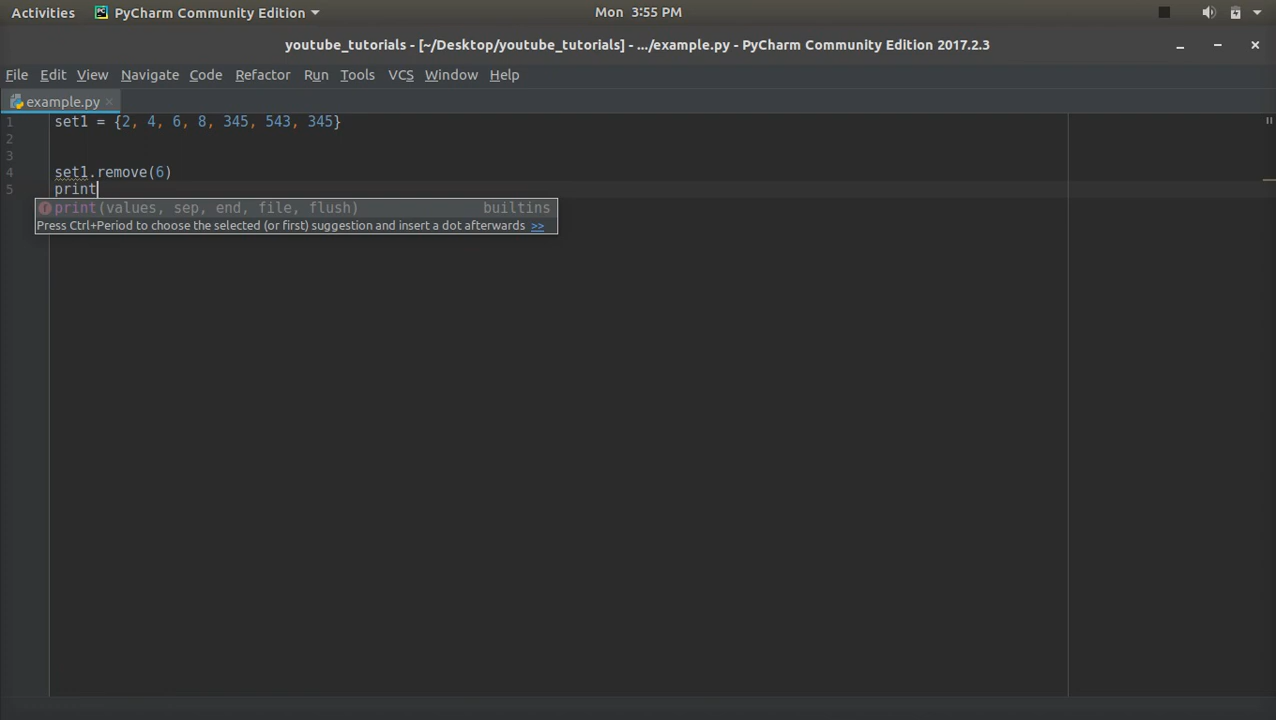 Activities PyCharm Community Edition Mon 3:55 PM
youtube_tutorials - [~/Desktop/youtube_tutorials] - .../example.py - PyCharm Community Edition 2017.2.3
File Edit View Navigate Code Refactor Run Tools VCS Window Help
example.py
1 set1 = {2, 4, 6, 8, 345, 543, 345}
2
3
4 set1.remove(6)
5 print
print(values, sep, end, file, flush) builtins
Press Ctrl+Period to choose the selected (or first) suggestion and insert a dot afterwards >>